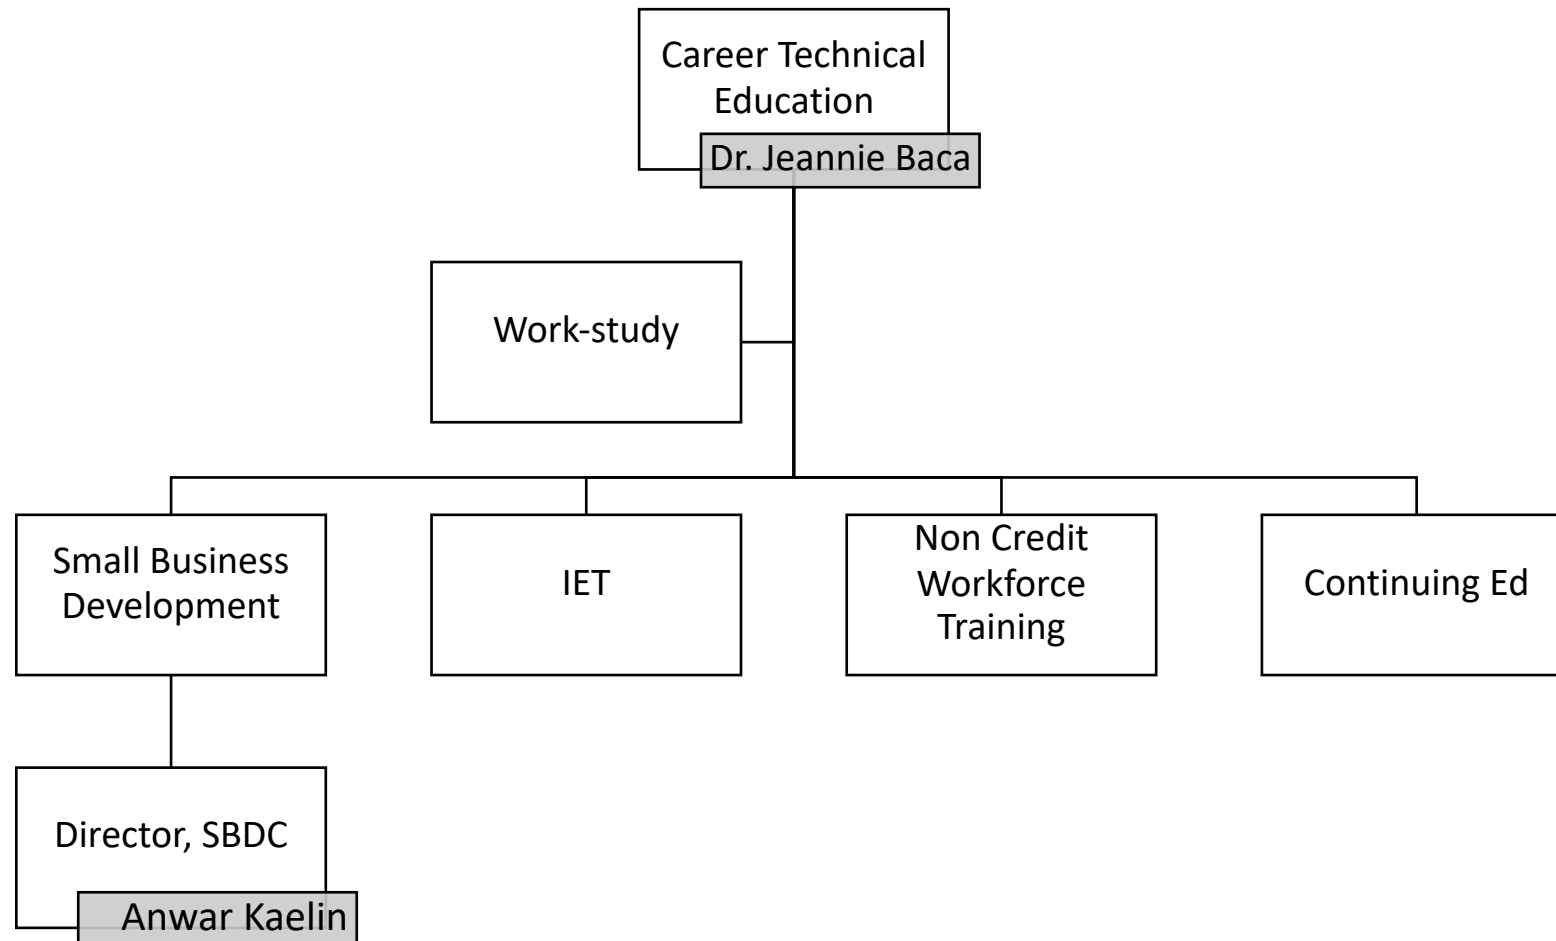 Career Technical
Education
Dr. Jeannie Baca
Work-study
Small Business
Development
IET
Non Credit
Workforce
Training
Continuing Ed
Director, SBDC
Anwar Kaelin